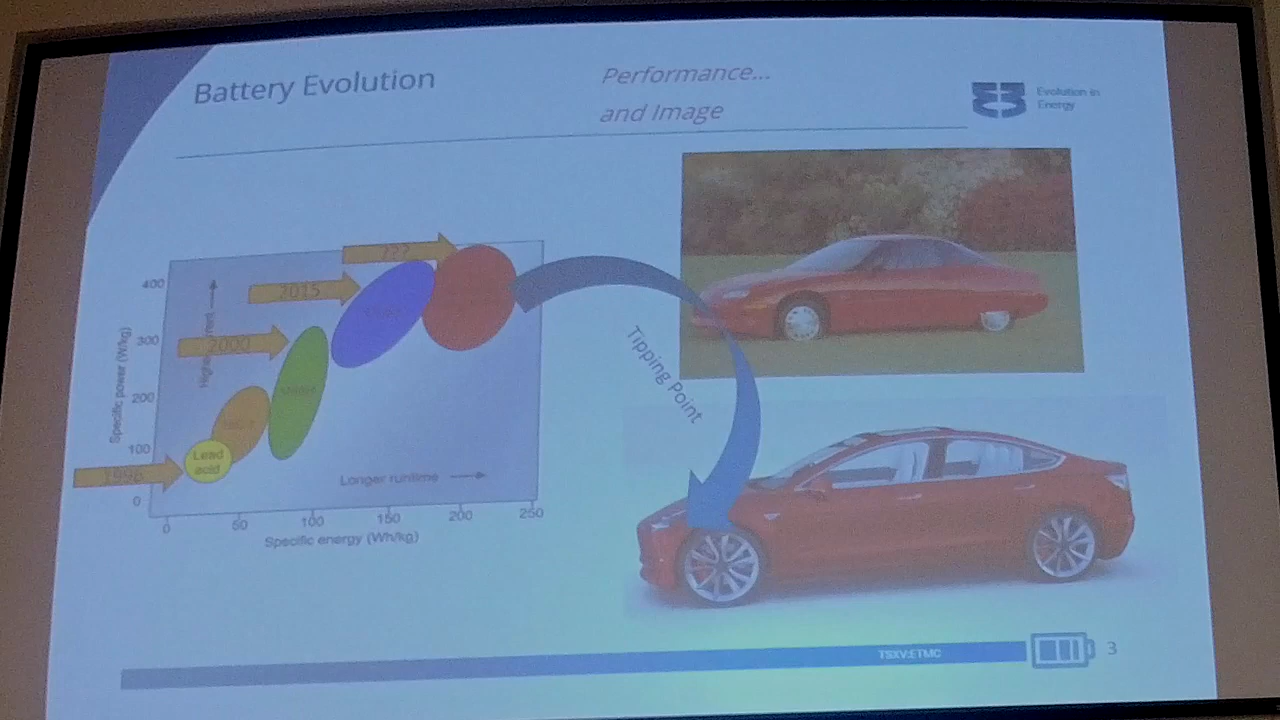 Battery Evolution
Performance...
and Image
Evolution in
Energy
???
2015
2000
1996
Lead
acid
Longer runtime
400
300
200
100
0
Specific power (W/kg)
0
50
100
150
200
250
Specific energy (Wh/kg)
Tipping Point
TSXV:ETMC
3